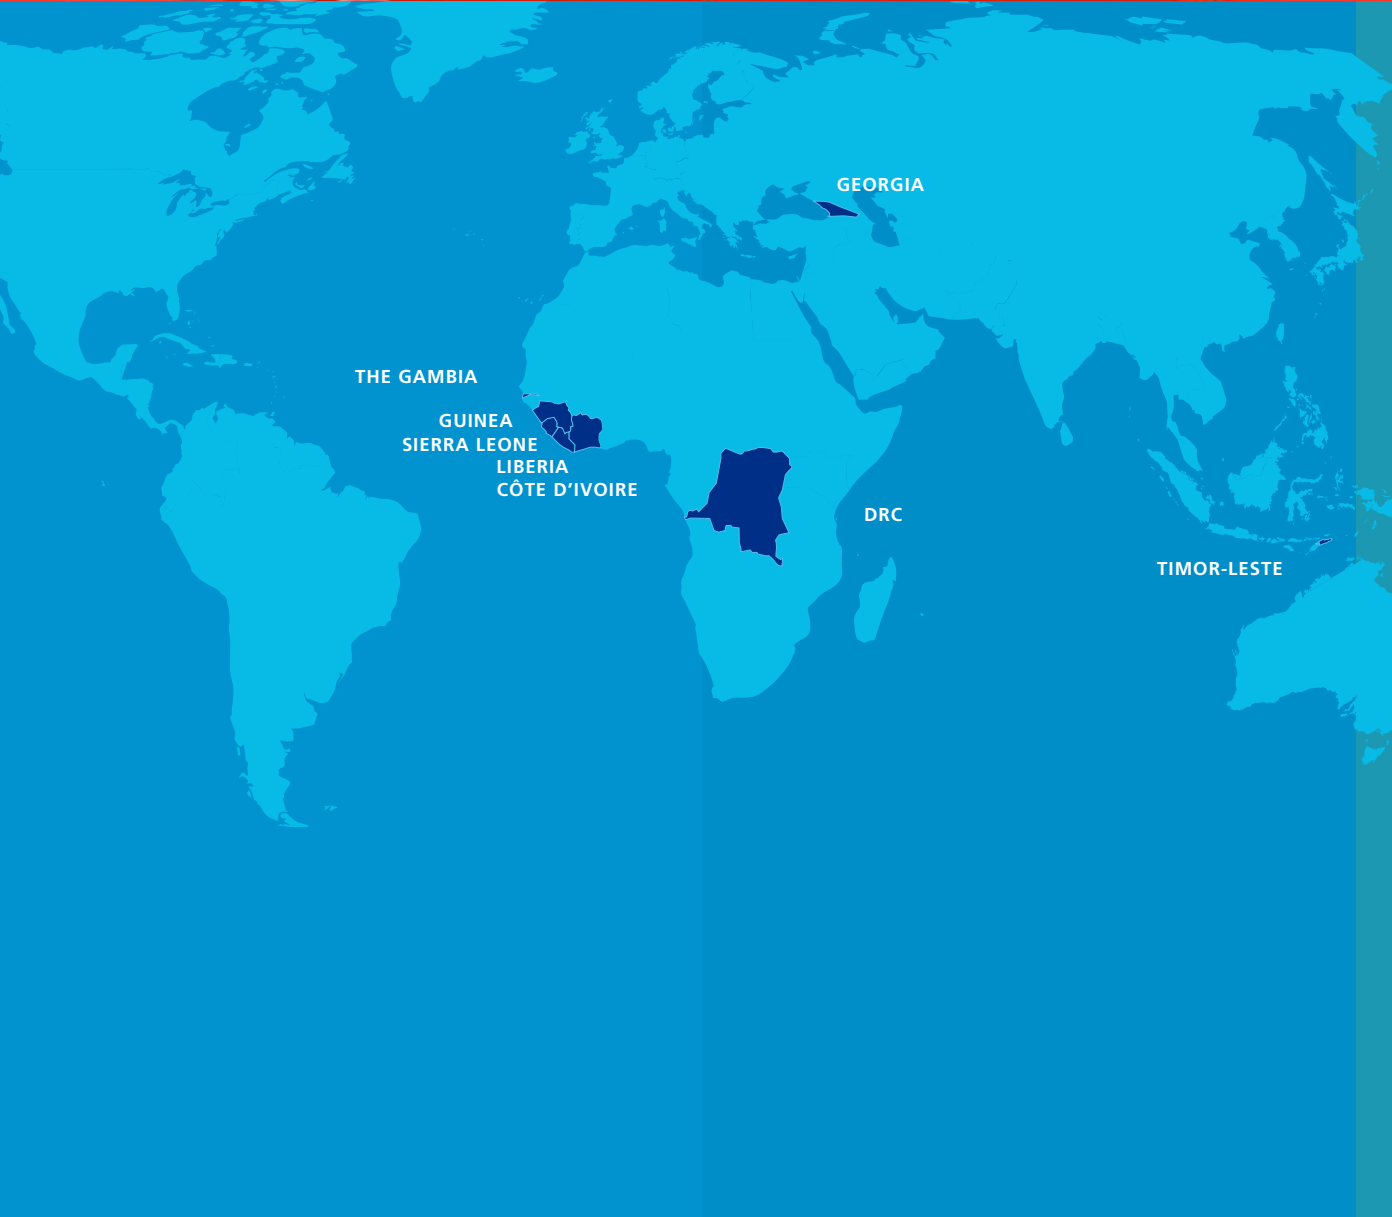 GEORGIA
THE GAMBIA
GUINEA
SIERRA LEONE
LIBERIA
CÔTE D’IVOIRE
DRC
TIMOR-LESTE